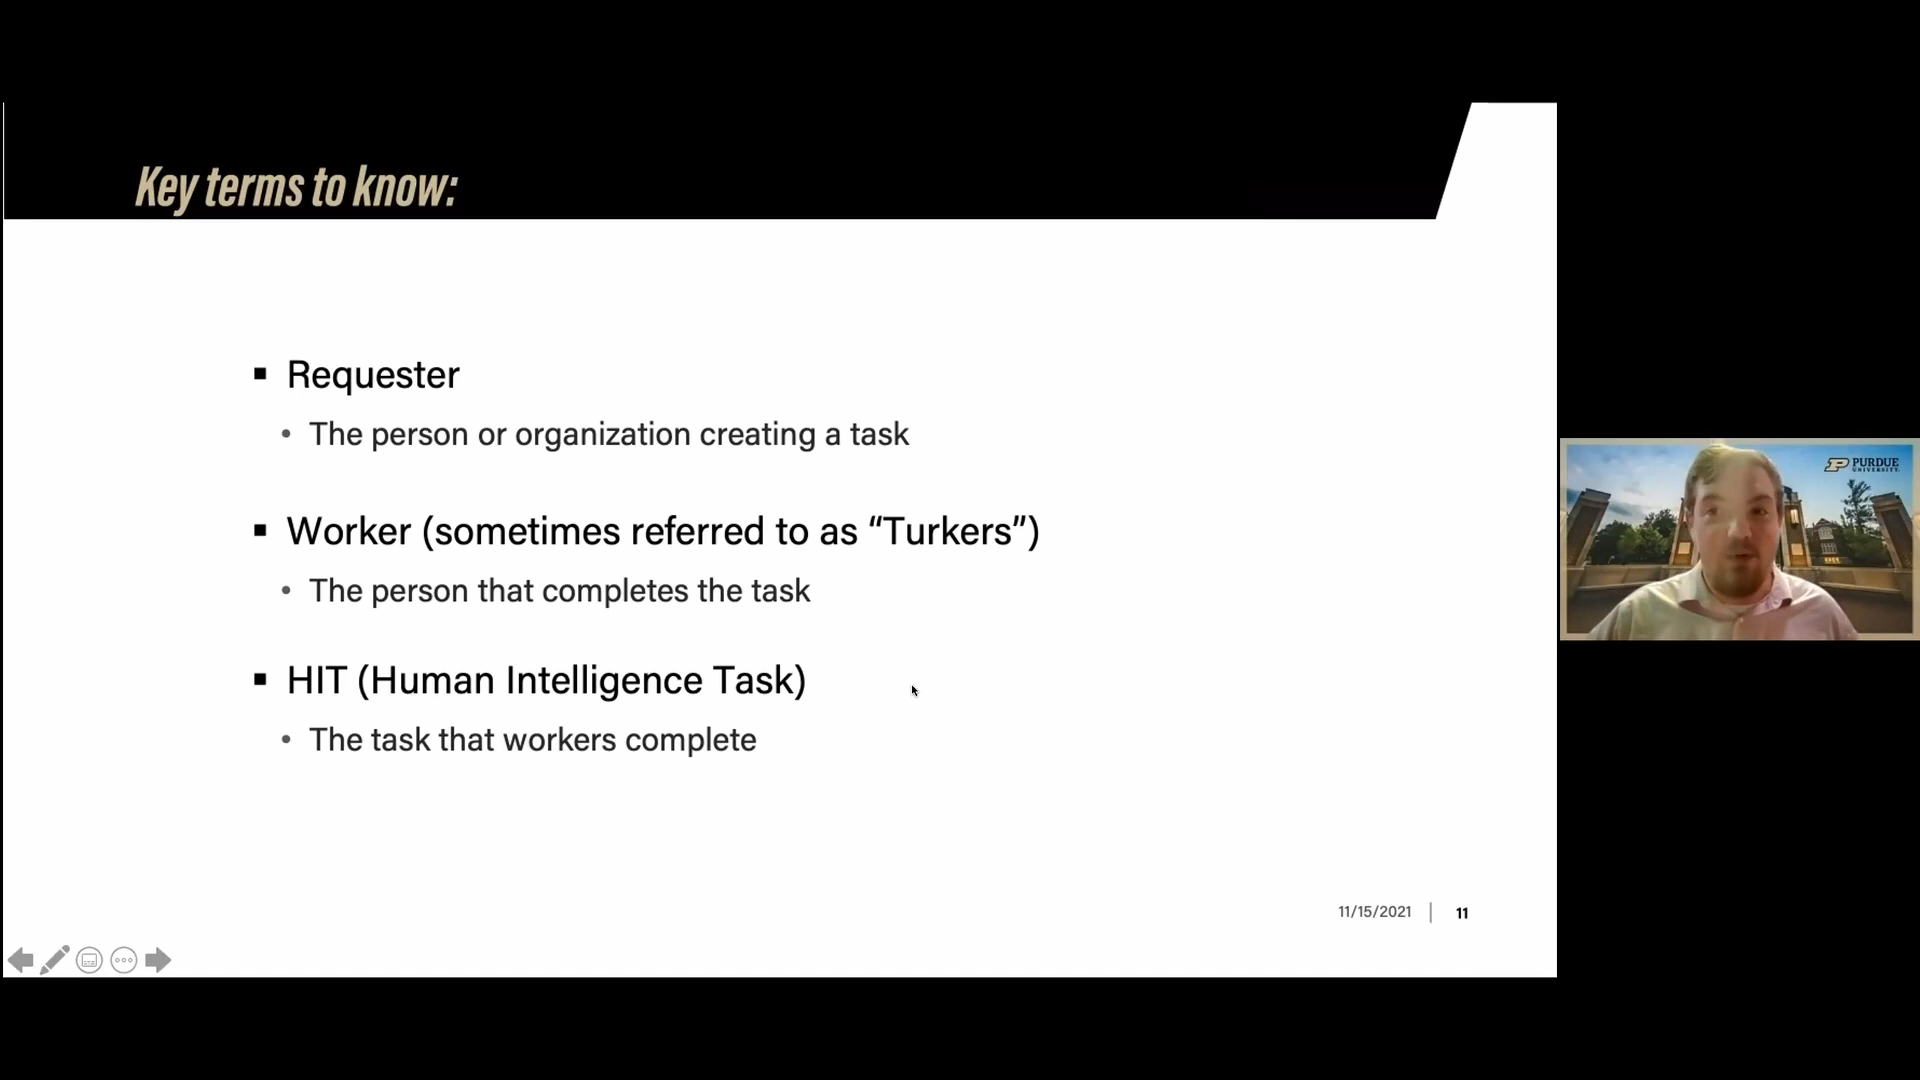 Key terms to know:
▪ Requester
• The person or organization creating a task
▪ Worker (sometimes referred to as “Turkers”)
• The person that completes the task
▪ HIT (Human Intelligence Task)
• The task that workers complete
11/15/2021 | 11
PURDUE
UNIVERSITY